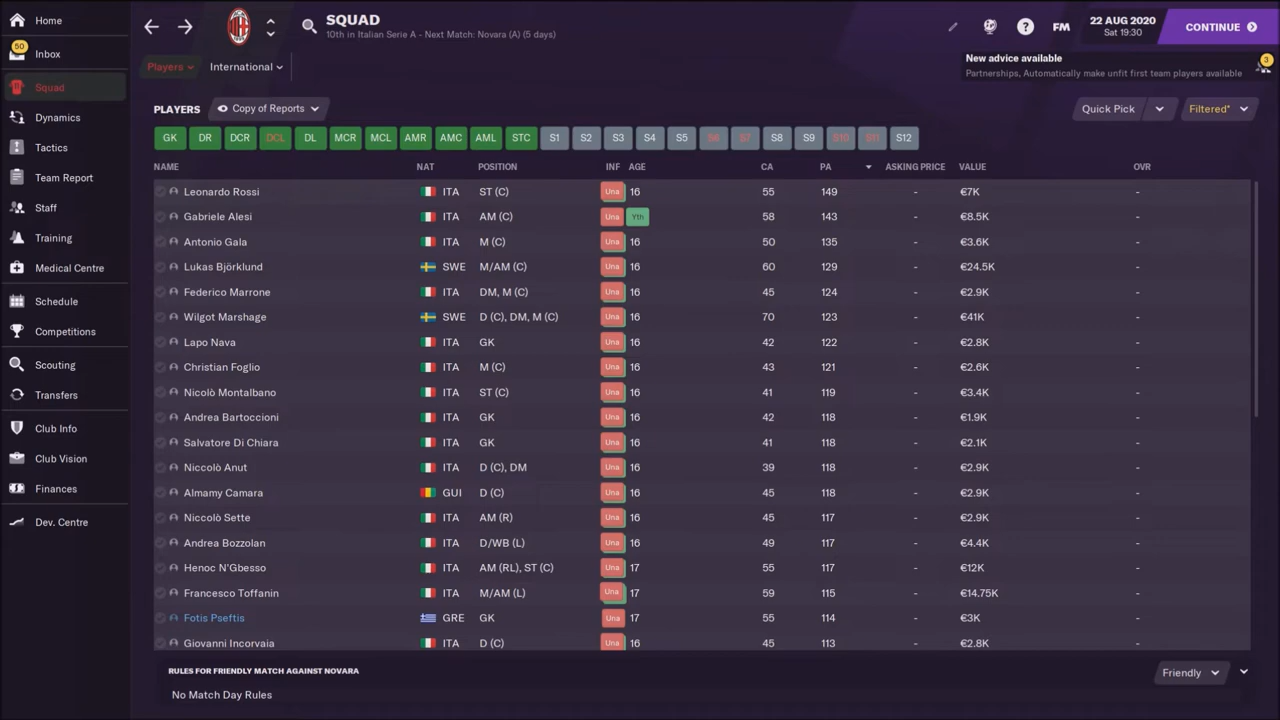 Home
50
Inbox
Squad
Dynamics
Tactics
Team Report
Staff
Training
Medical Centre
Schedule
Competitions
Scouting
Transfers
Club Info
Club Vision
Finances
Dev. Centre
SQUAD
10th in Italian Serie A - Next Match: Novara (A) (5 days)
FM
22 AUG 2020
Sat 19:30
CONTINUE
Players International
New advice available
Partnerships, Automatically make unfit first team players available
3
PLAYERS Copy of Reports Quick Pick Filtered*
GK DR DCR DCL DL MCR MCL AMR AMC AML STC S1 S2 S3 S4 S5 S6 S7 S8 S9 S10 S11 S12
NAME NAT POSITION INF AGE CA PA ASKING PRICE VALUE OVR
Leonardo Rossi ITA ST (C) Una 16 55 149 - €7K -
Gabriele Alesi ITA AM (C) Una Yth 58 143 - €8.5K -
Antonio Gala ITA M (C) Una 16 50 135 - €3.6K -
Lukas Björklund SWE M/AM (C) Una 16 60 129 - €24.5K -
Federico Marrone ITA DM, M (C) Una 16 45 124 - €2.9K -
Wilgot Marshage SWE D (C), DM, M (C) Una 16 70 123 - €41K -
Lapo Nava ITA GK Una 16 42 122 - €2.8K -
Christian Foglio ITA M (C) Una 16 43 121 - €2.6K -
Nicolò Montalbano ITA ST (C) Una 16 41 119 - €3.4K -
Andrea Bartoccioni ITA GK Una 16 42 118 - €1.9K -
Salvatore Di Chiara ITA GK Una 16 41 118 - €2.1K -
Niccolò Anut ITA D (C), DM Una 16 39 118 - €2.9K -
Almamy Camara GUI D (C) Una 16 45 118 - €2.9K -
Niccolò Sette ITA AM (R) Una 16 45 117 - €2.9K -
Andrea Bozzolan ITA D/WB (L) Una 16 49 117 - €4.4K -
Henoc N'Gbesso ITA AM (RL), ST (C) Una 17 55 117 - €12K -
Francesco Toffanin ITA M/AM (L) Una 17 59 115 - €14.75K -
Fotis Pseftis GRE GK Una 17 55 114 - €3K -
Giovanni Incorvaia ITA D (C) Una 16 45 113 - €2.8K -
RULES FOR FRIENDLY MATCH AGAINST NOVARA
Friendly
No Match Day Rules